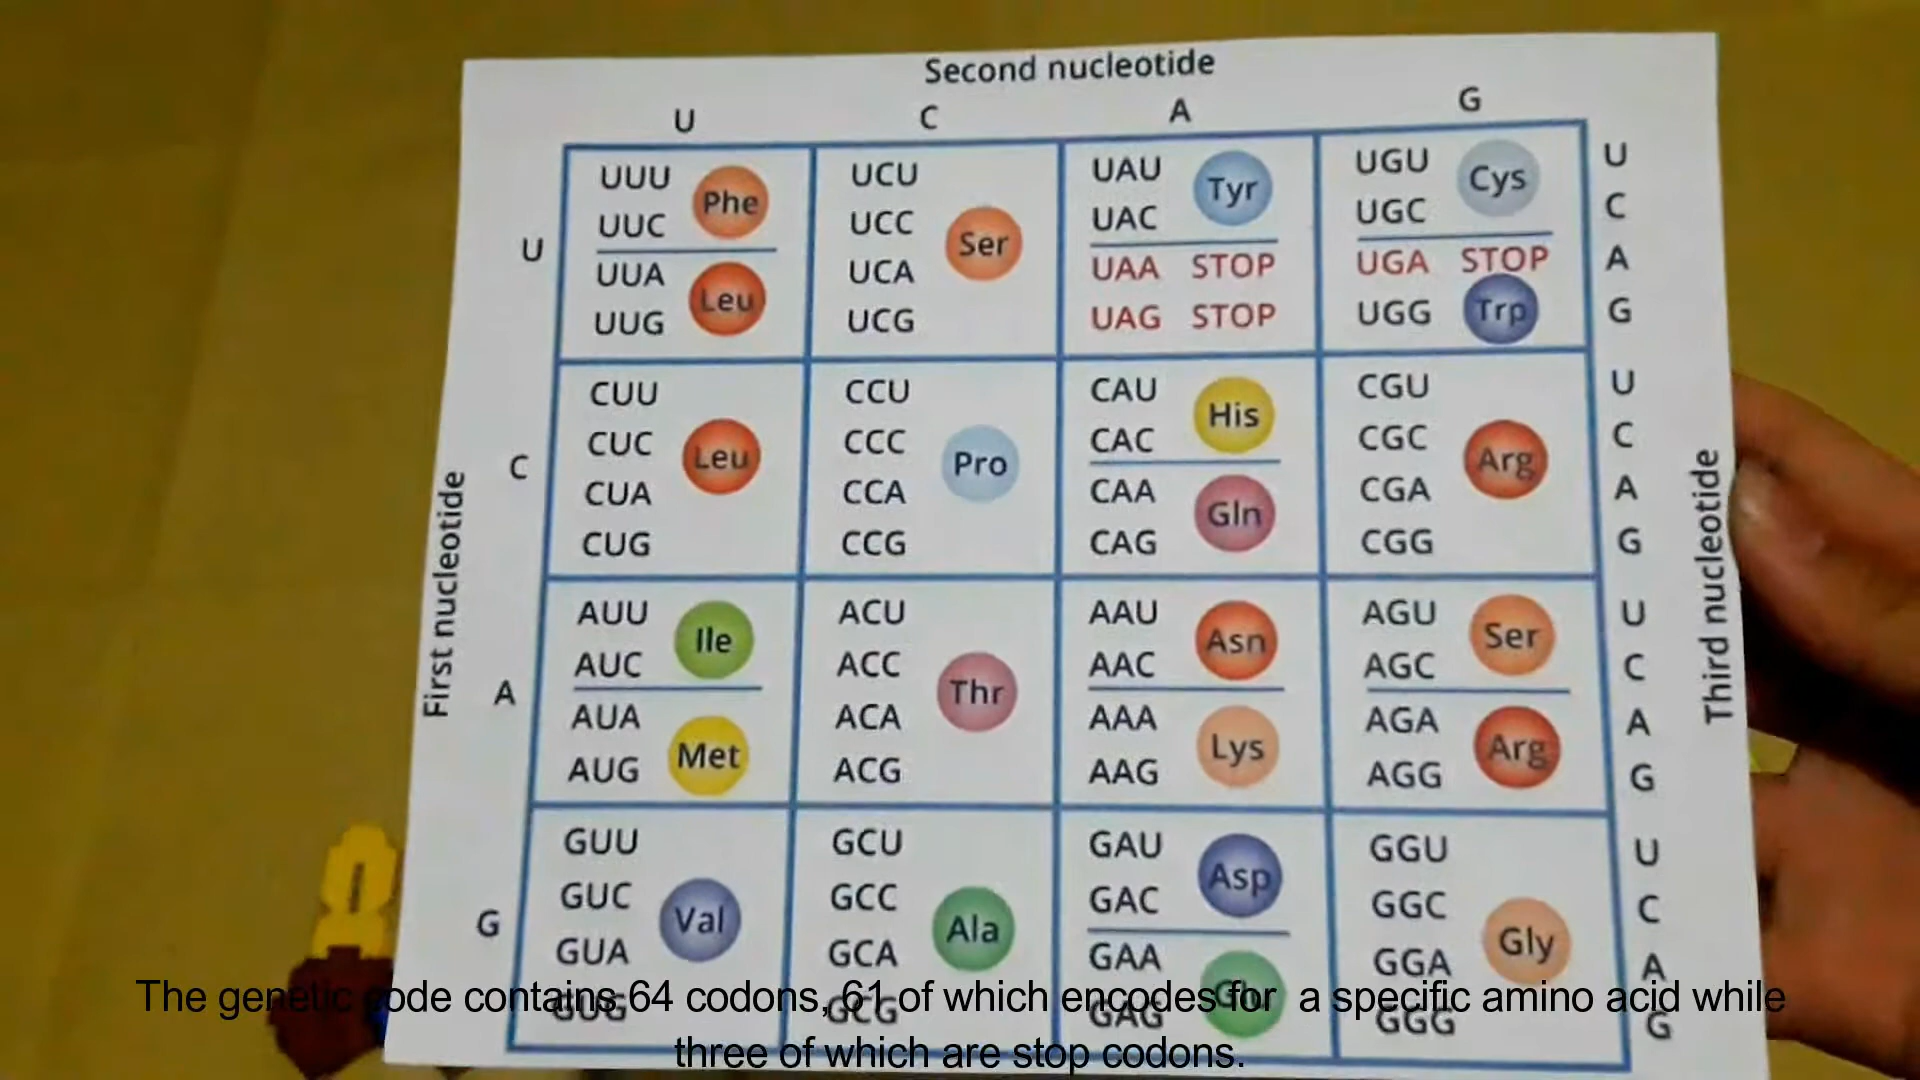 Second nucleotide
U C A G
UUU Phe UCU UAU Tyr UGU Cys U
UUC UCC Ser UAC UGC C
U UUA Leu UCA UAA STOP UGA STOP A
UUG UCG UAG STOP UGG Trp G
CUU CCU CAU His CGU U
C CUC Leu CCC Pro CAC CGC Arg C
CUA CCA CAA Gln CGA A
CUG CCG CAG CGG G
First nucleotide
Third nucleotide
AUU Ile ACU AAU Asn AGU Ser U
AUC ACC Thr AAC AGC C
A AUA Met ACA AAA Lys AGA Arg A
AUG ACG AAG AGG G
GUU GCU GAU Asp GGU U
G GUC Val GCC Ala GAC GGC Gly C
GUA GCA GAA Glu GGA A
GUG GCG GAG GGG G
The genetic code contains 64 codons, 61 of which encodes for a specific amino acid while
three of which are stop codons.